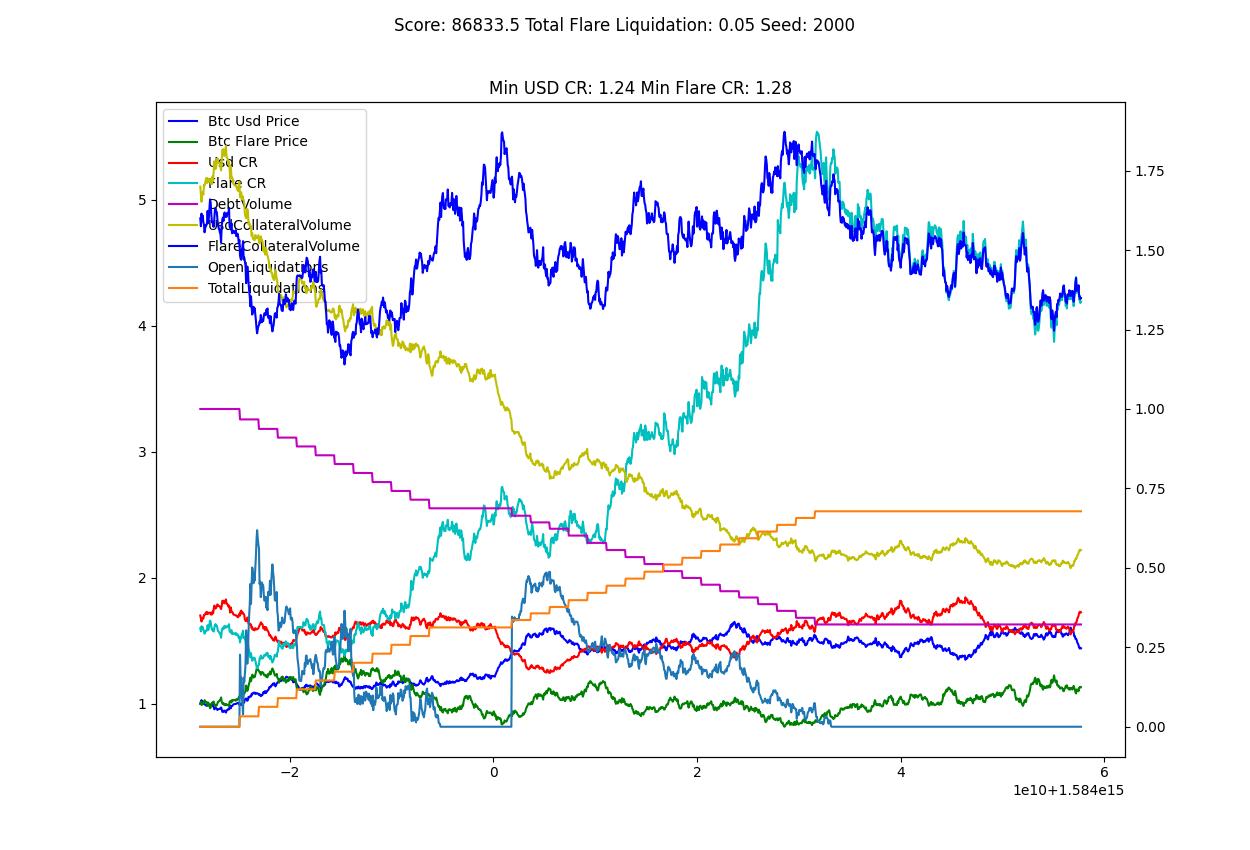 Score: 86833.5 Total Flare Liquidation: 0.05 Seed: 2000
Min USD CR: 1.24 Min Flare CR: 1.28
Btc Usd Price
Btc Flare Price
Usd CR
Flare CR
DebtVolume
UsdCollateralVolume
FlareCollateralVolume
OpenLiquidations
TotalLiquidations
5
4
3
2
1
1.75
1.50
1.25
1.00
0.75
0.50
0.25
0.00
−2 0 2 4 6
1e10+1.584e15